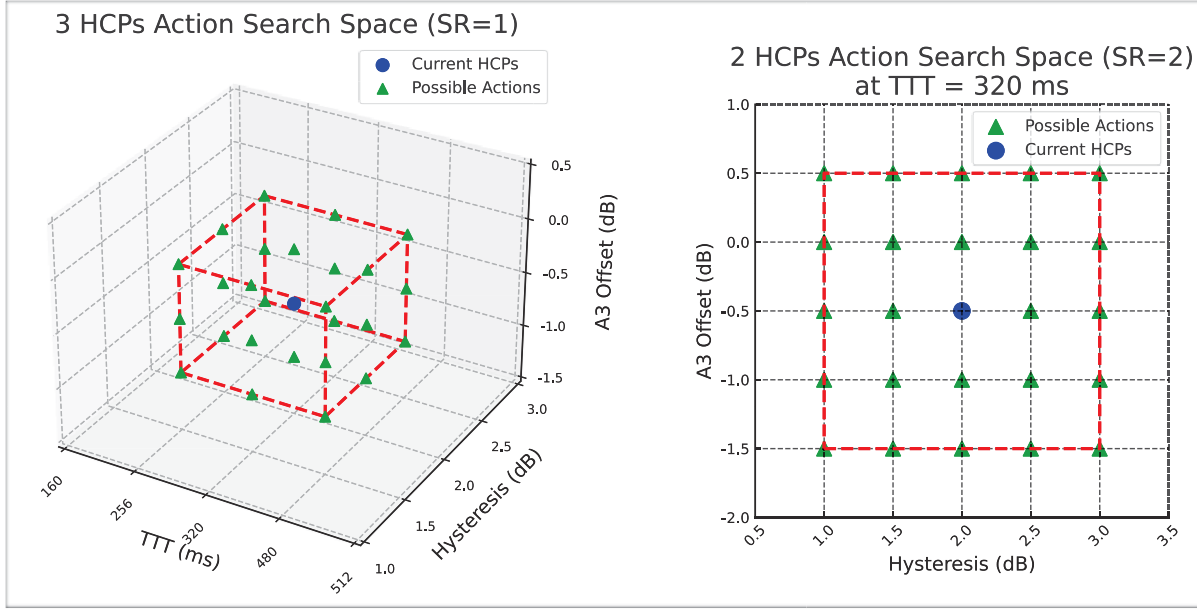 3 HCPs Action Search Space (SR=1)
Current HCPs
Possible Actions
0.5
0.0
-0.5
-1.0
-1.5
A3 Offset (dB)
160
256
320
480
512
TTT (ms)
1.0
1.5
2.0
2.5
3.0
Hysteresis (dB)
2 HCPs Action Search Space (SR=2)
at TTT = 320 ms
Possible Actions
Current HCPs
1.0
0.5
0.0
-0.5
-1.0
-1.5
-2.0
A3 Offset (dB)
0.5
1.0
1.5
2.0
2.5
3.0
3.5
Hysteresis (dB)